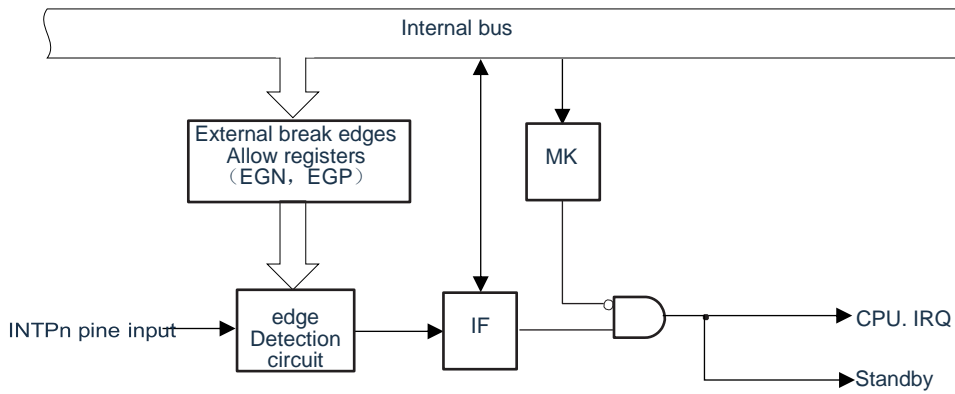 Internal bus
External break edges
Allow registers
（EGN，EGP）
MK
edge
Detection
circuit
IF
INTPn pine input
CPU. IRQ
Standby